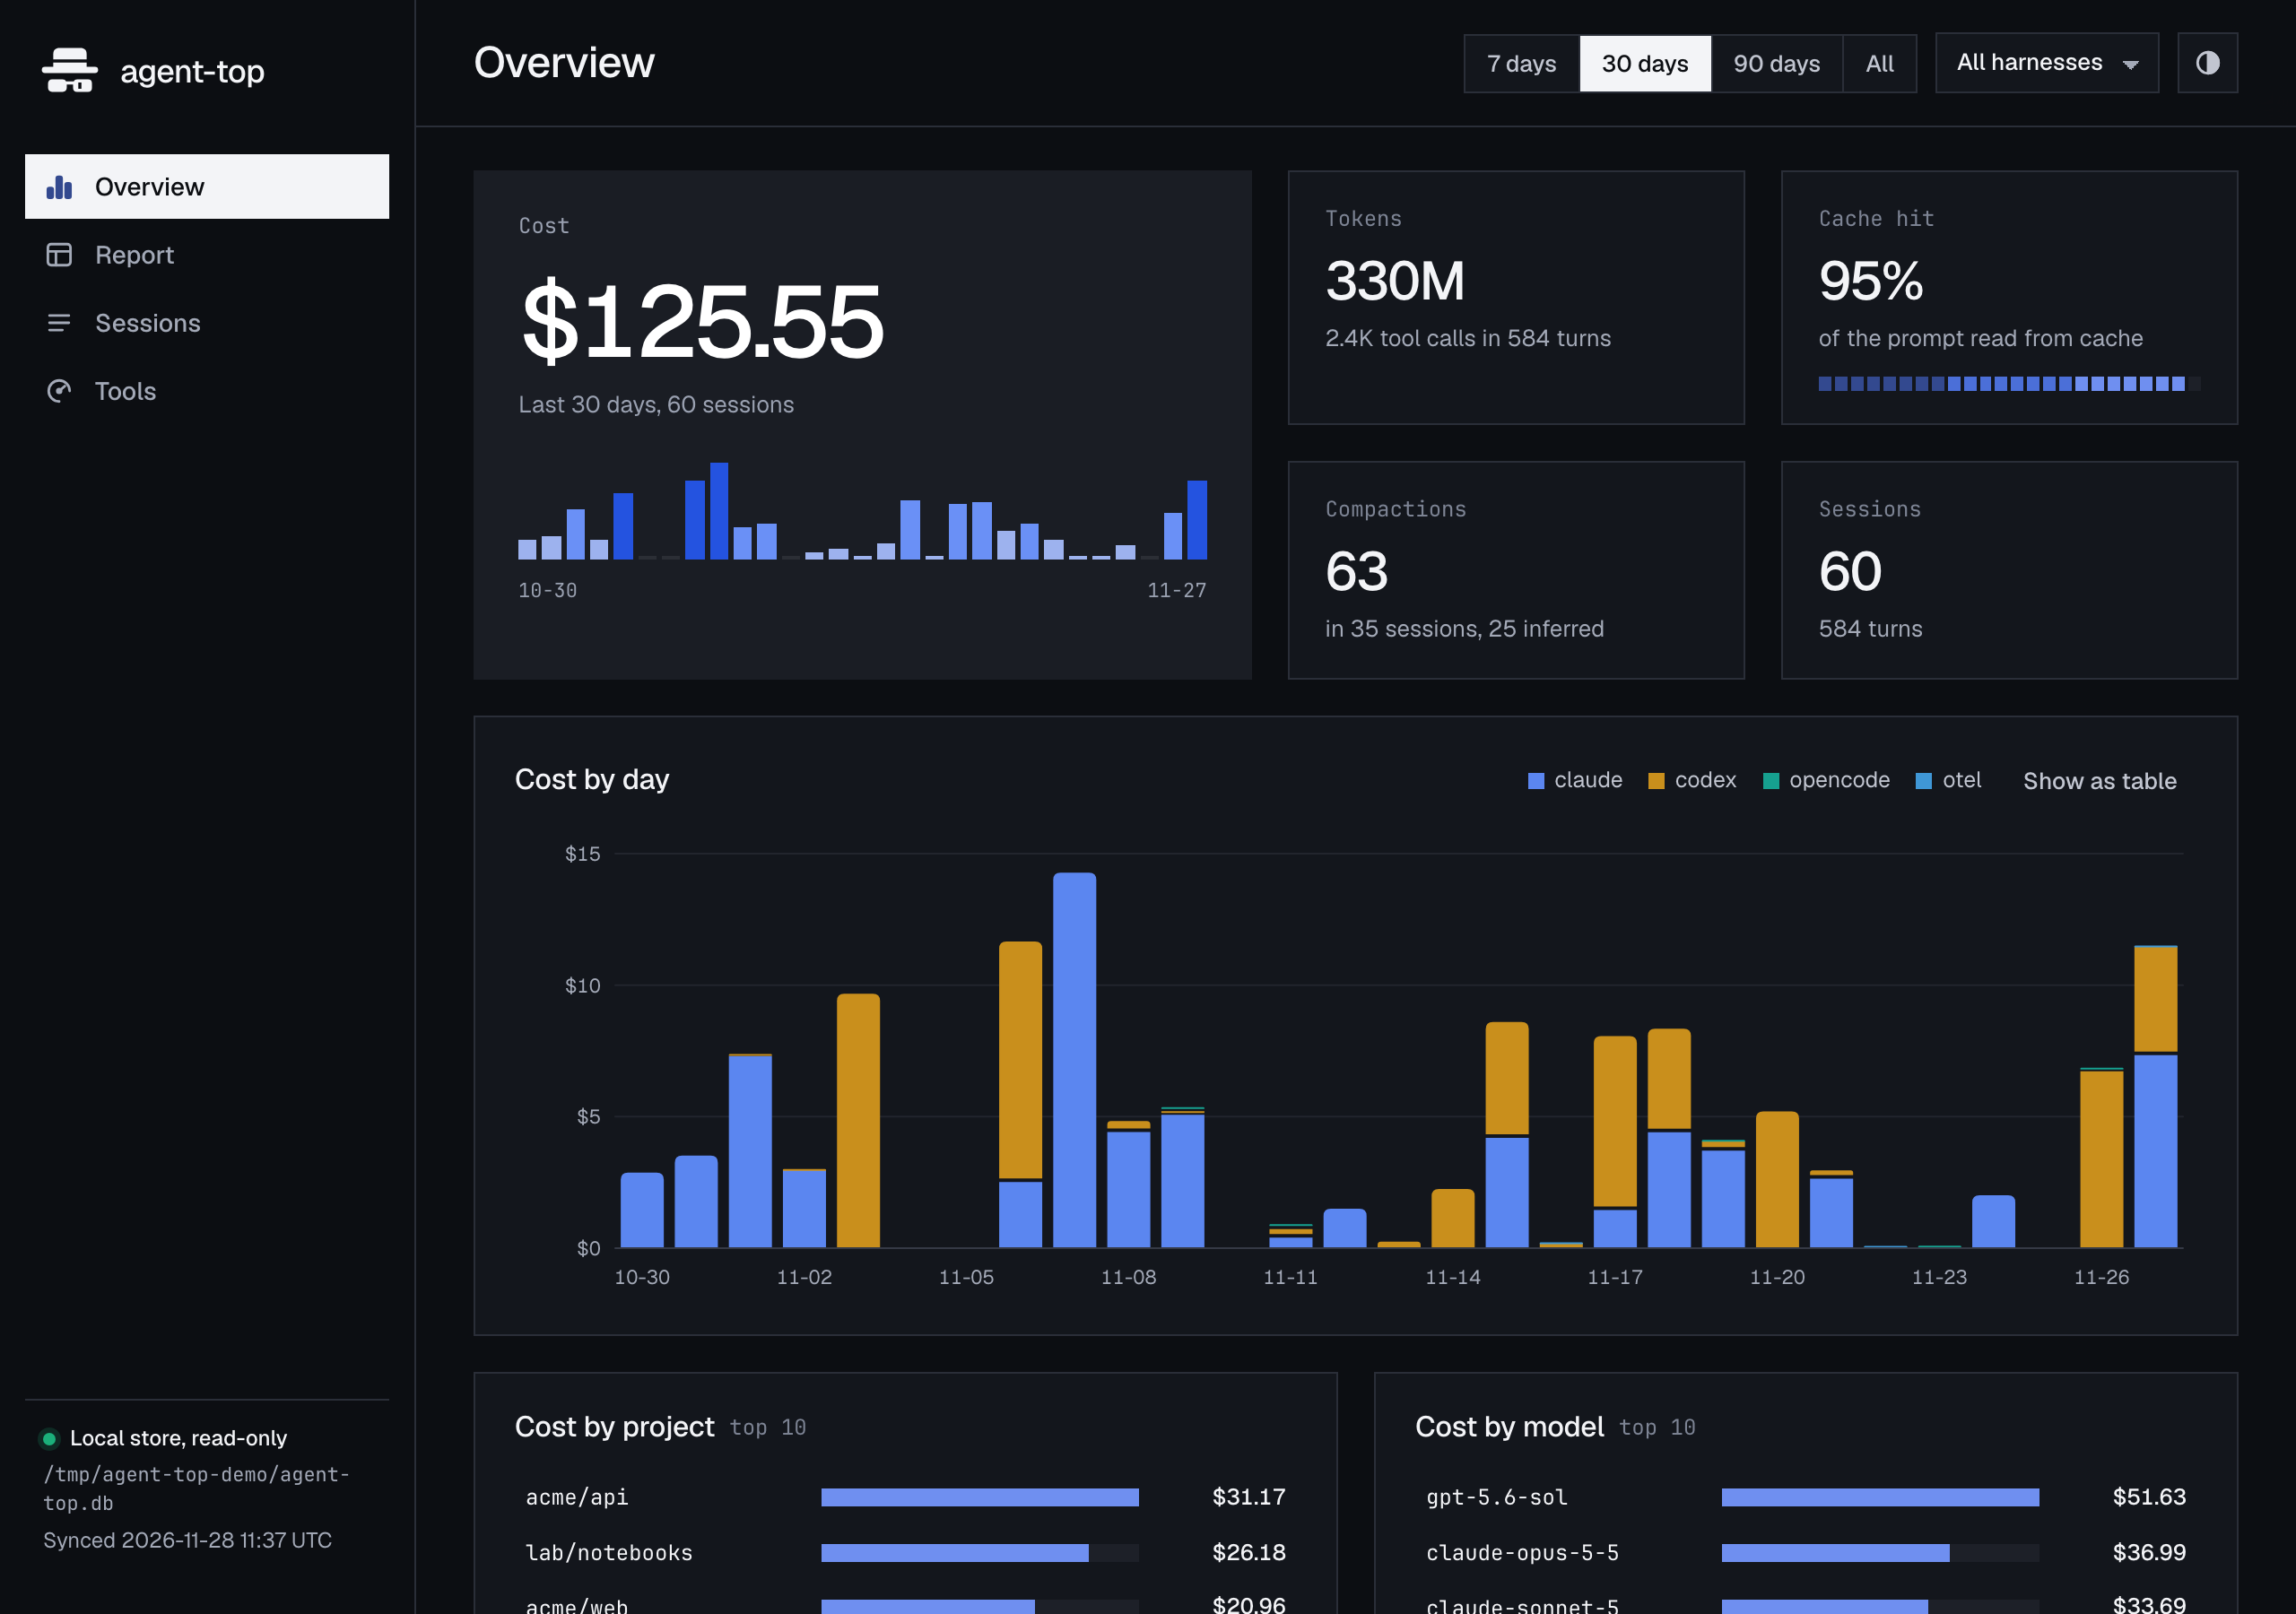 agent-top
Overview
Report
Sessions
Tools
Local store, read-only
/tmp/agent-top-demo/agent-
top.db
Synced 2026-11-28 11:37 UTC
Overview
7 days 30 days 90 days All All harnesses
Cost
$125.55
Last 30 days, 60 sessions
10-30 11-27
Tokens
330M
2.4K tool calls in 584 turns
Cache hit
95%
of the prompt read from cache
Compactions
63
in 35 sessions, 25 inferred
Sessions
60
584 turns
Cost by day
claude codex opencode otel Show as table
$15
$10
$5
$0
10-30 11-02 11-05 11-08 11-11 11-14 11-17 11-20 11-23 11-26
Cost by project top 10
acme/api $31.17
lab/notebooks $26.18
acme/web $20.96
Cost by model top 10
gpt-5.6-sol $51.63
claude-opus-5-5 $36.99
claude-sonnet-5 $33.69